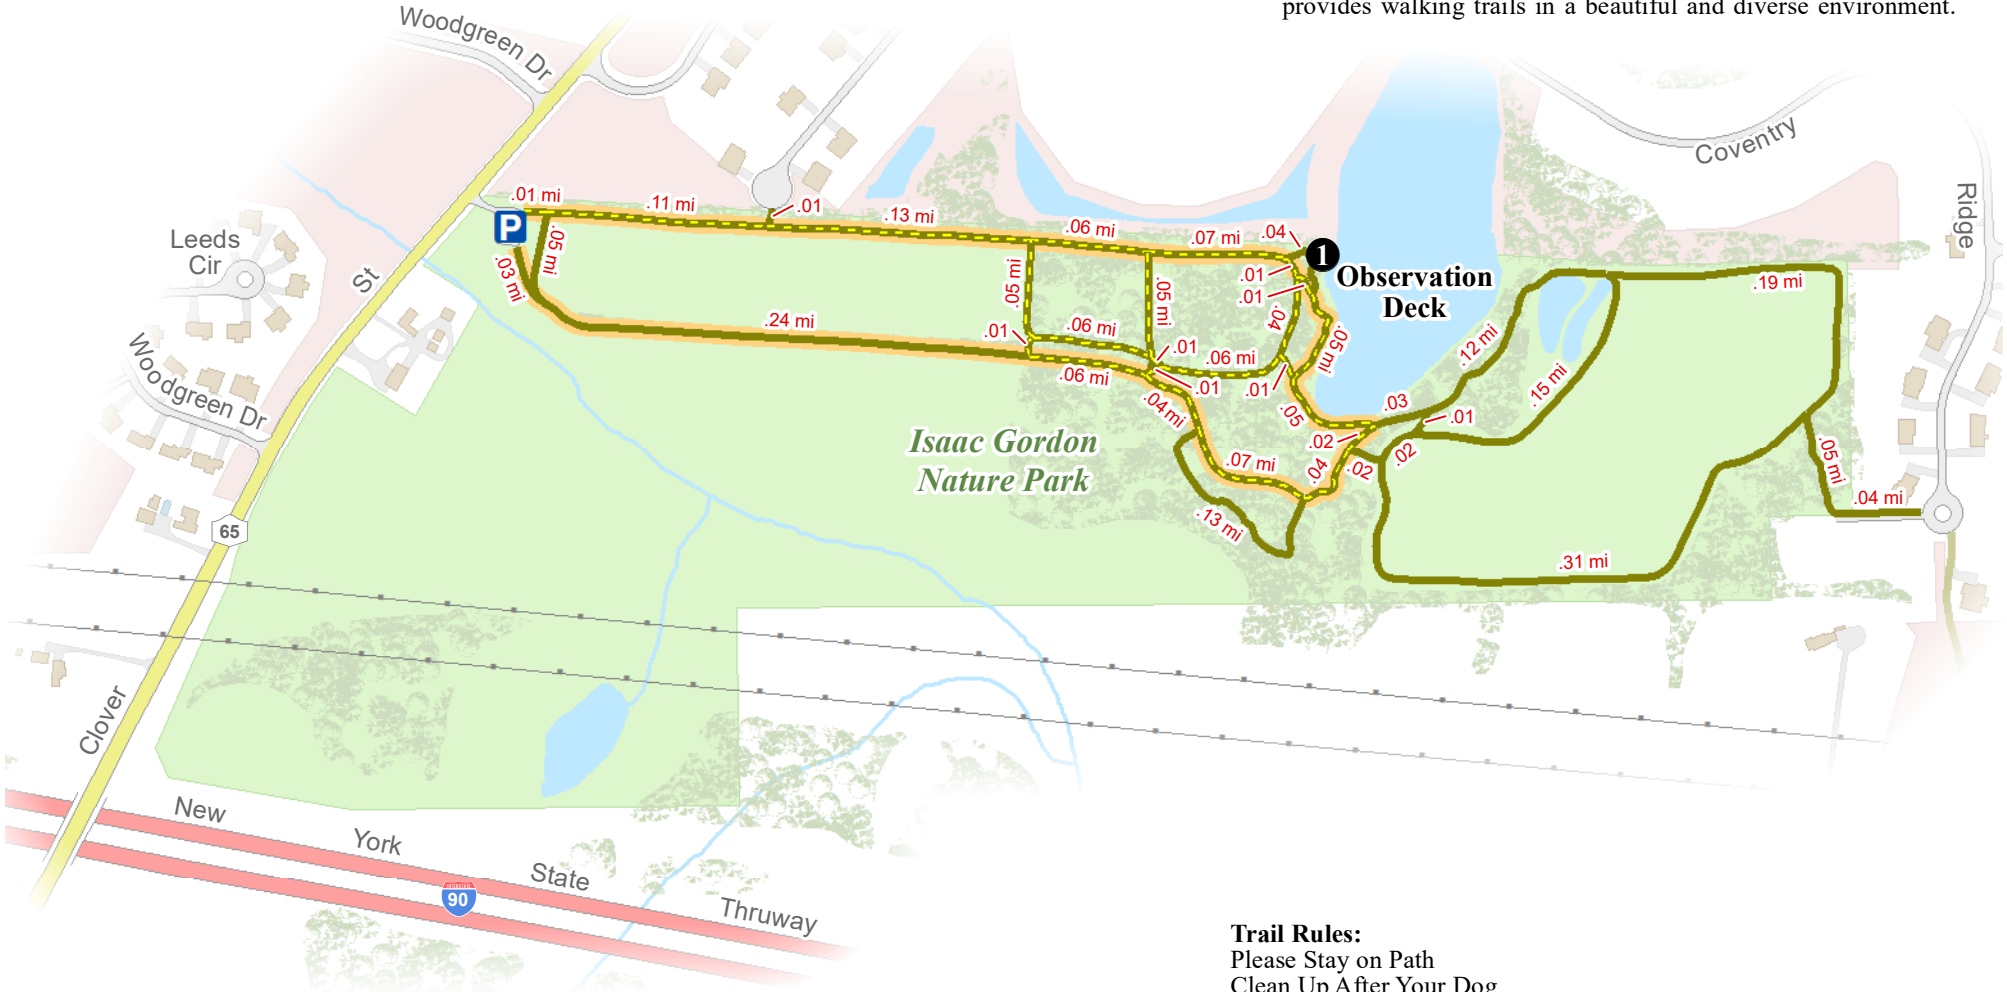 provides walking trails in a beautiful and diverse environment.
Woodgreen Dr
Coventry
Ridge
.01 mi
.11 mi
.01
.13 mi
.06 mi
.07 mi
.04
P
1
Observation
Deck
Leeds
Cir
St
.03 mi
.05 mi
.05 mi
.05 mi
.01
.01
.04
.05 mi
.24 mi
.01
.06 mi
.01
.06 mi
.06 mi
.01
.01
.19 mi
.12 mi
.15 mi
Woodgreen Dr
.04 mi
.05
.03
.01
.02
.02
.02
.04
.07 mi
.13 mi
Isaac Gordon
Nature Park
.05 mi
.04 mi
.31 mi
65
Clover
New
York
State
Thruway
90
Trail Rules:
Please Stay on Path
Clean Up After Your Dog